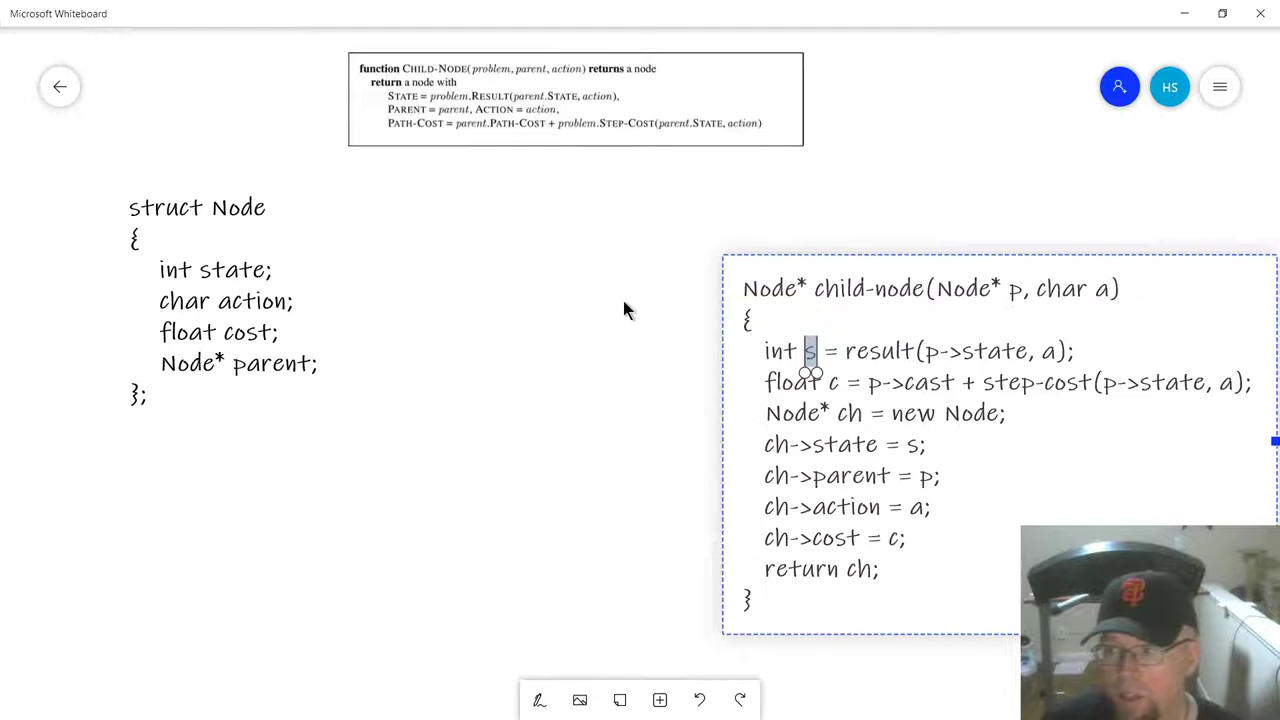 Microsoft Whiteboard
function CHILD-NODE(problem, parent, action) returns a node
return a node with
STATE = problem.RESULT(parent.STATE, action),
PARENT = parent, ACTION = action,
PATH-COST = parent.PATH-COST + problem.STEP-COST(parent.STATE, action)
HS
struct Node
{
int state;
char action;
float cost;
Node* parent;
};
Node* child-node(Node* p, char a)
{
int s = result(p->state, a);
float c = p->cast + step-cost(p->state, a);
Node* ch = new Node;
ch->state = s;
ch->parent = p;
ch->action = a;
ch->cost = c;
return ch;
}